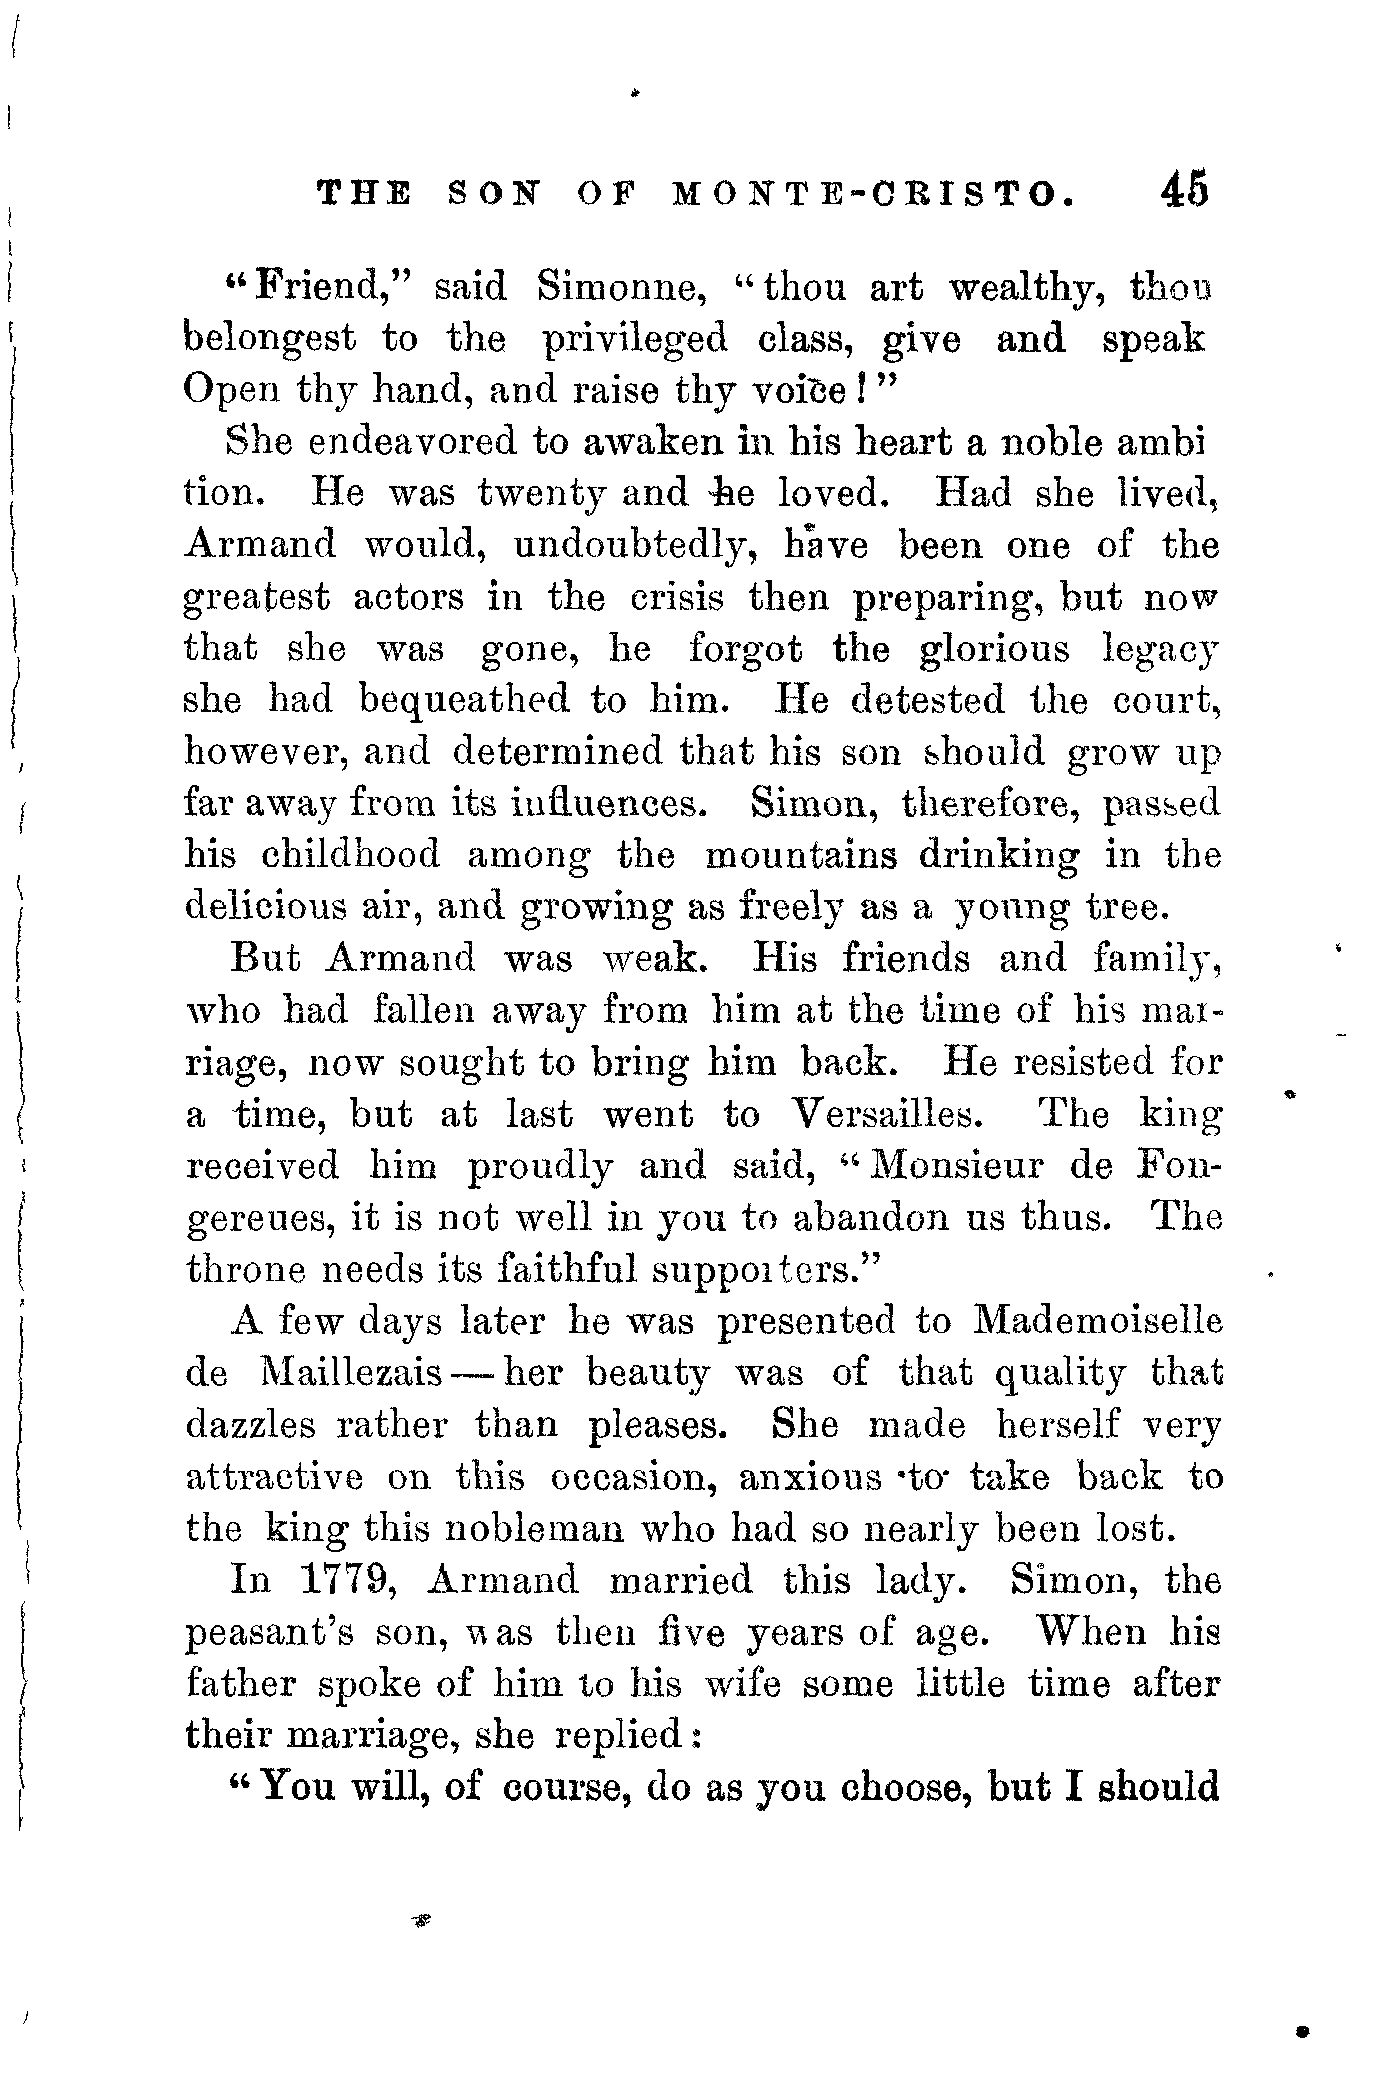 THE SON OF MONTE-CRISTO. 45
"Friend," said Simonne, "thou art wealthy, thou
belongest to the privileged class, give and speak
Open thy hand, and raise thy voice!"
She endeavored to awaken in his heart a noble ambi
tion. He was twenty and he loved. Had she lived,
Armand would, undoubtedly, have been one of the
greatest actors in the crisis then preparing, but now
that she was gone, he forgot the glorious legacy
she had bequeathed to him. He detested the court,
however, and determined that his son should grow up
far away from its influences. Simon, therefore, passed
his childhood among the mountains drinking in the
delicious air, and growing as freely as a young tree.
But Armand was weak. His friends and family,
who had fallen away from him at the time of his mar-
riage, now sought to bring him back. He resisted for
a time, but at last went to Versailles. The king
received him proudly and said, "Monsieur de Fon-
gereues, it is not well in you to abandon us thus. The
throne needs its faithful supporters."
A few days later he was presented to Mademoiselle
de Maillezais—her beauty was of that quality that
dazzles rather than pleases. She made herself very
attractive on this occasion, anxious to take back to
the king this nobleman who had so nearly been lost.
In 1779, Armand married this lady. Simon, the
peasant's son, was then five years of age. When his
father spoke of him to his wife some little time after
their marriage, she replied:
"You will, of course, do as you choose, but I should